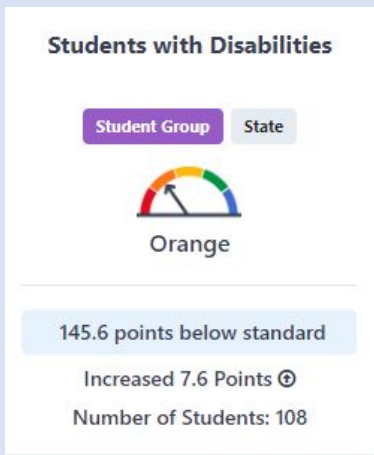 Students with Disabilities
Student Group State
Orange
145.6 points below standard
Increased 7.6 Points
Number of Students: 108